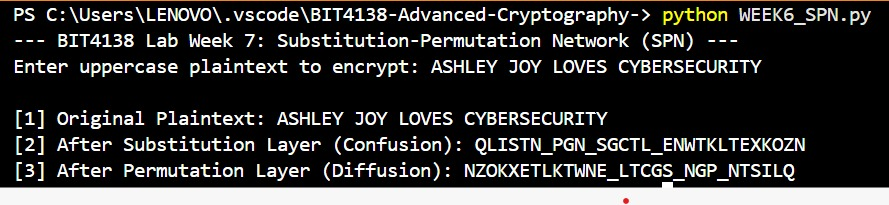 PS C:\Users\LENOVO\.vscode\BIT4138-Advanced-Cryptography-> python WEEK6_SPN.py
--- BIT4138 Lab Week 7: Substitution-Permutation Network (SPN) ---
Enter uppercase plaintext to encrypt: ASHLEY JOY LOVES CYBERSECURITY
[1] Original Plaintext: ASHLEY JOY LOVES CYBERSECURITY
[2] After Substitution Layer (Confusion): QLISTN_PGN_SGCTL_ENWTKLTEXKOZN
[3] After Permutation Layer (Diffusion): NZOKXETLKTWNE_LTCGS_NGP_NTSILQ